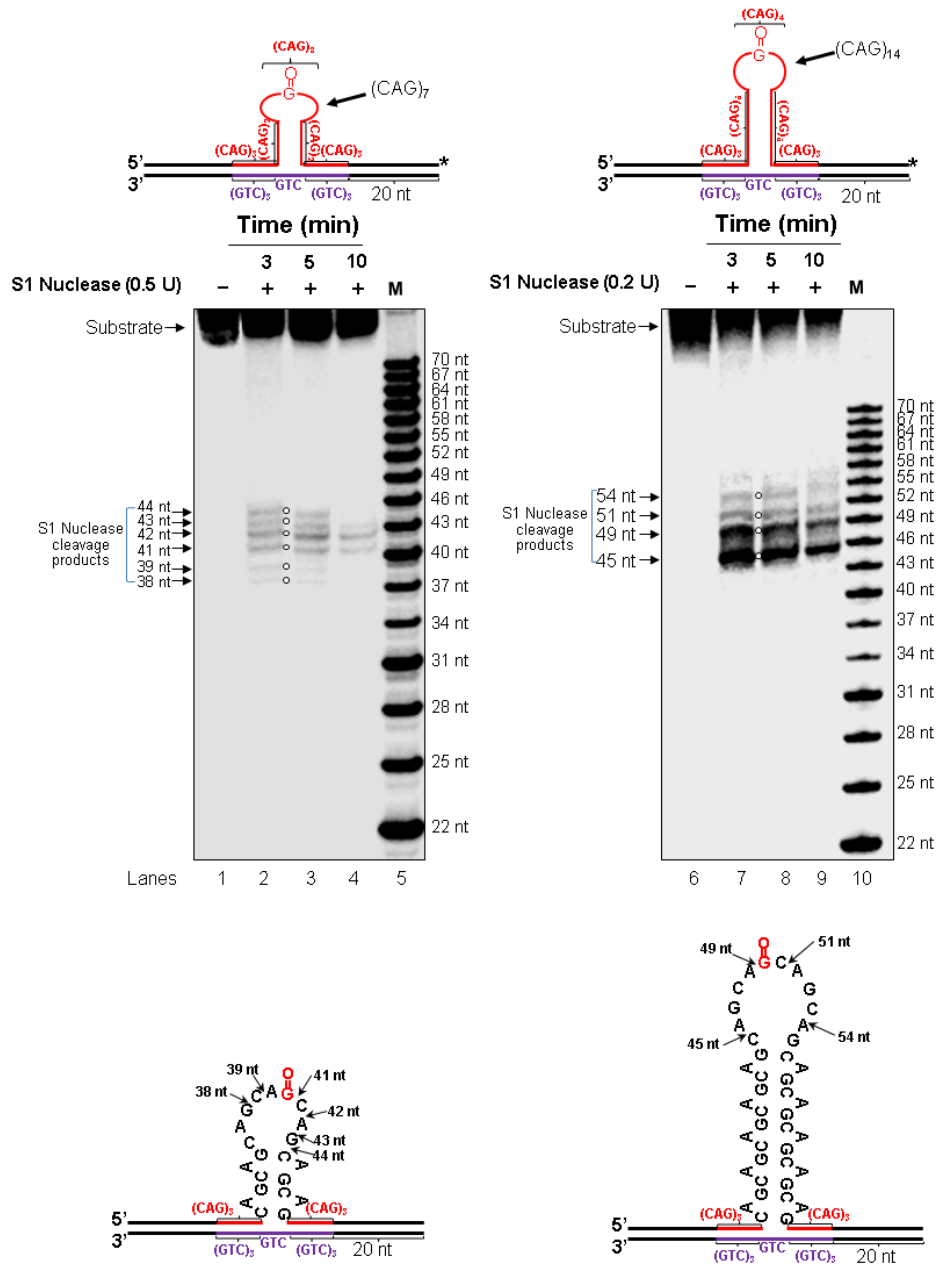 (CAG)₃
O
G
(CAG)₇
(CAG)₃ (CAG)₂ (CAG)₂ (CAG)₃
5’ *
3’
(GTC)₃ GTC (GTC)₃ 20 nt
(CAG)₄
O
G
(CAG)₁₄
(CAG)₅ (CAG)₅
(CAG)₃ (CAG)₃
5’ *
3’
(GTC)₃ GTC (GTC)₃ 20 nt
Time (min)
3 5 10
S1 Nuclease (0.5 U) – + + + M
Substrate
70 nt
67 nt
64 nt
61 nt
58 nt
55 nt
52 nt
49 nt
46 nt
43 nt
40 nt
37 nt
34 nt
31 nt
28 nt
25 nt
22 nt
S1 Nuclease
cleavage
products
44 nt
43 nt
42 nt
41 nt
39 nt
38 nt
Lanes 1 2 3 4 5
Time (min)
3 5 10
S1 Nuclease (0.2 U) – + + + M
Substrate
70 nt
67 nt
64 nt
61 nt
58 nt
55 nt
52 nt
49 nt
46 nt
43 nt
40 nt
37 nt
34 nt
31 nt
28 nt
25 nt
22 nt
S1 Nuclease
cleavage
products
54 nt
51 nt
49 nt
45 nt
6 7 8 9 10
38 nt 39 nt 41 nt
42 nt
43 nt
44 nt
O
A G C A A C G A G C A G C A G C A A G C G A
(CAG)₃ (CAG)₃
5’
3’
(GTC)₃ GTC (GTC)₃ 20 nt
49 nt 51 nt
45 nt 54 nt
O
C A G C A G C A G C A G C A G C A G C A G C A G C A G C A G C A G C A G
(CAG)₃ (CAG)₃
5’
3’
(GTC)₃ GTC (GTC)₃ 20 nt